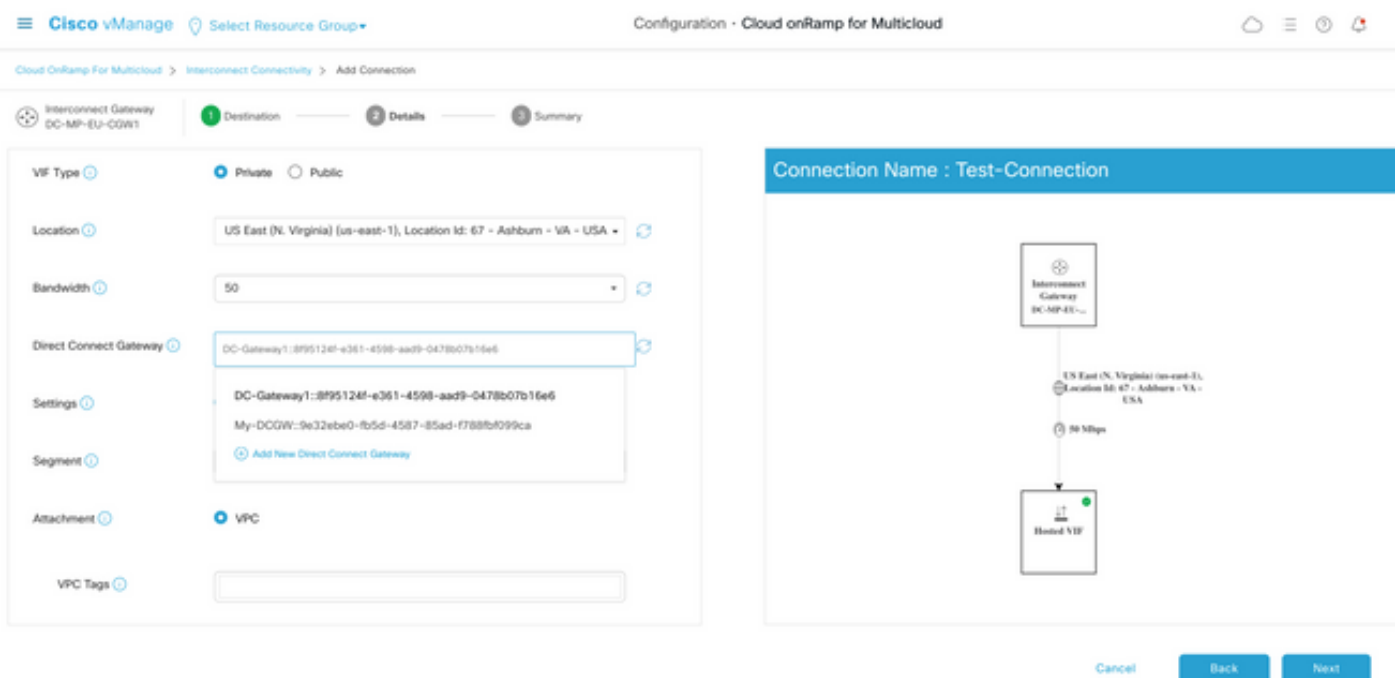 Cisco vManage Select Resource Group Configuration · Cloud onRamp for Multicloud
Cloud OnRamp For Multicloud > Interconnect Connectivity > Add Connection
Interconnect Gateway
DC-MP-EU-CGW1
1 Destination 2 Details 3 Summary
VIF Type Private Public
Location US East (N. Virginia) (us-east-1), Location Id: 67 - Ashburn - VA - USA
Bandwidth 50
Direct Connect Gateway DC-Gateway1::8f95124f-e361-4598-aad9-0478b07b16e6
DC-Gateway1::8f95124f-e361-4598-aad9-0478b07b16e6
Settings
My-DCGW::9e32ebe0-fb5d-4587-85ad-f788fbf099ca
Add New Direct Connect Gateway
Segment
Attachment VPC
VPC Tags
Connection Name : Test-Connection
Interconnect
Gateway
DC-MP-EU-...
US East (N. Virginia) (us-east-1),
Location Id: 67 - Ashburn - VA -
USA
50 Mbps
Hosted VIF
Cancel Back Next